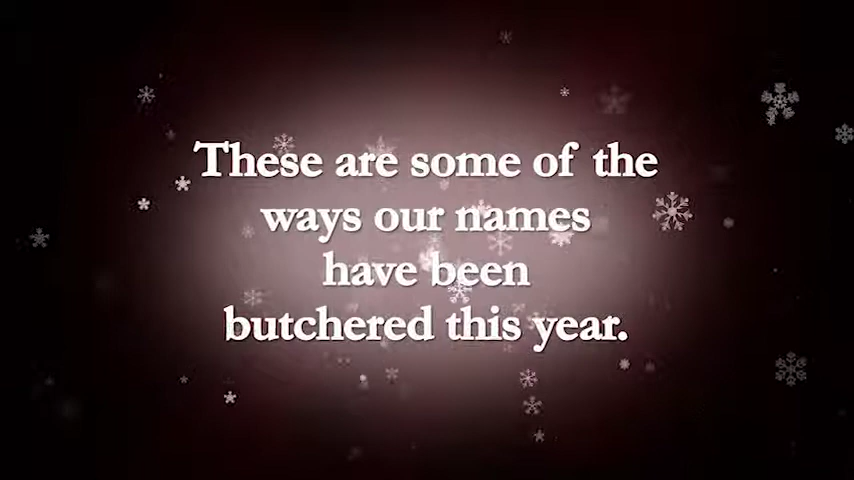 These are some of the
ways our names
have been
butchered this year.